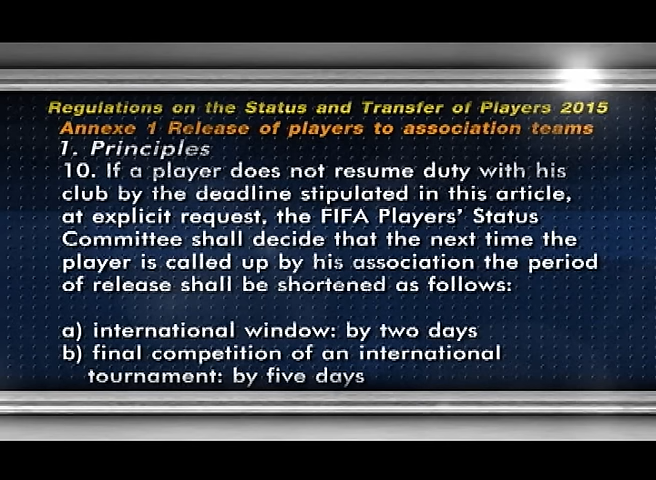 Regulations on the Status and Transfer of Players 2015
Annexe 1 Release of players to association teams
1. Principles
10. If a player does not resume duty with his
club by the deadline stipulated in this article,
at explicit request, the FIFA Players' Status
Committee shall decide that the next time the
player is called up by his association the period
of release shall be shortened as follows:
a) international window: by two days
b) final competition of an international
tournament: by five days